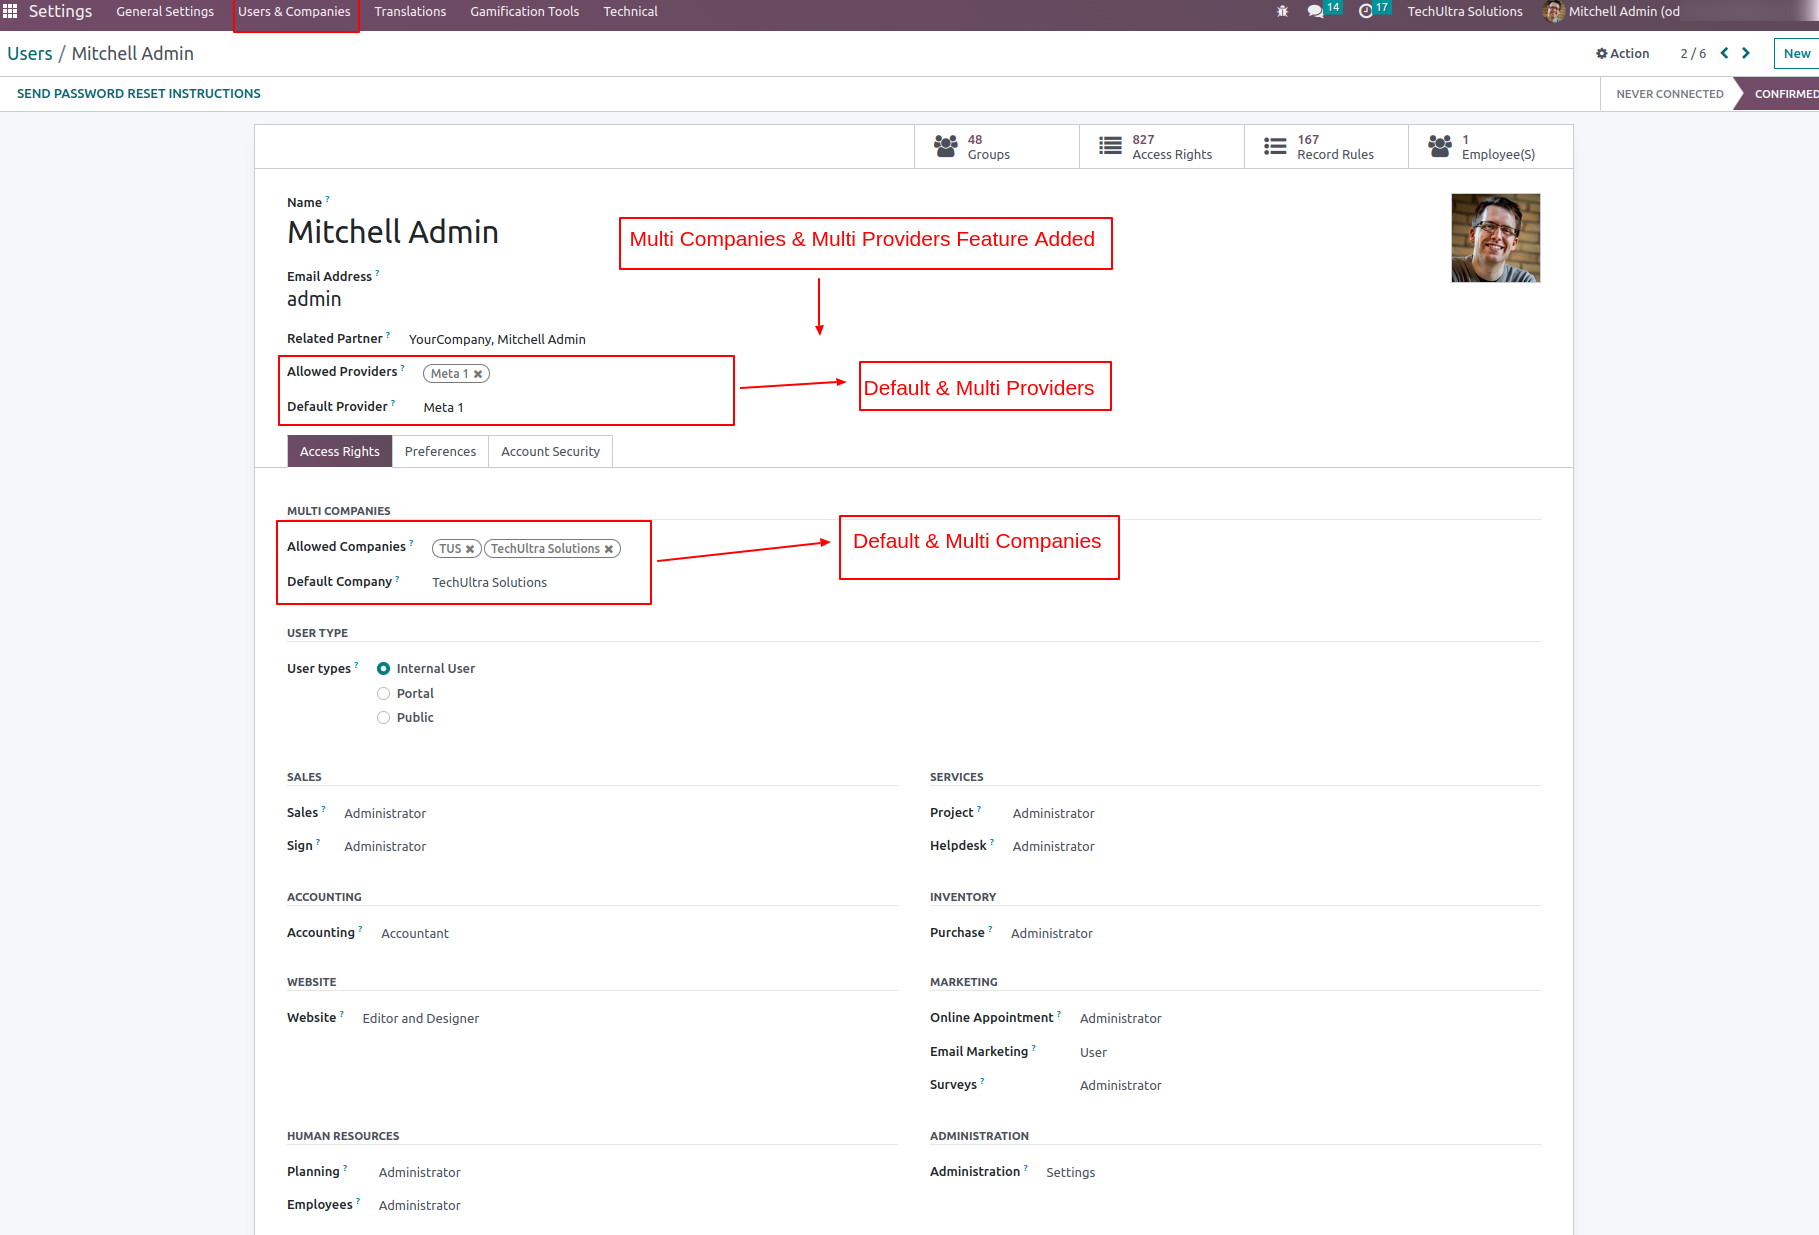 Settings General Settings Users & Companies Translations Gamification Tools Technical 14 17 TechUltra Solutions Mitchell Admin (od
Users / Mitchell Admin Action 2 / 6 New
SEND PASSWORD RESET INSTRUCTIONS NEVER CONNECTED CONFIRMED
48 Groups 827 Access Rights 167 Record Rules 1 Employee(S)
Name ?
Mitchell Admin
Multi Companies & Multi Providers Feature Added
Email Address ?
admin
Related Partner ? YourCompany, Mitchell Admin
Allowed Providers ? Meta 1 ✖
Default & Multi Providers
Default Provider ? Meta 1
Access Rights Preferences Account Security
MULTI COMPANIES
Allowed Companies ? TUS ✖ TechUltra Solutions ✖
Default & Multi Companies
Default Company ? TechUltra Solutions
USER TYPE
User types ? Internal User
Portal
Public
SALES SERVICES
Sales ? Administrator Project ? Administrator
Sign ? Administrator Helpdesk ? Administrator
ACCOUNTING INVENTORY
Accounting ? Accountant Purchase ? Administrator
WEBSITE MARKETING
Website ? Editor and Designer Online Appointment ? Administrator
Email Marketing ? User
Surveys ? Administrator
HUMAN RESOURCES ADMINISTRATION
Planning ? Administrator Administration ? Settings
Employees ? Administrator